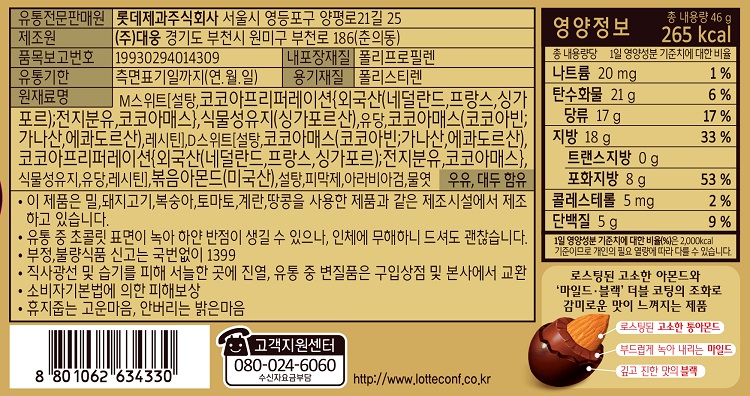 유통전문판매원 롯데제과주식회사 서울시 영등포구 양평로21길 25
제조원 (주)대웅 경기도 부천시 원미구 부천로 186(춘의동)
품목보고번호 19930294014309 내포장재질 폴리프로필렌
유통기한 측면표기일까지(연.월.일) 용기재질 폴리스티렌
원재료명 M스위트[설탕,코코아프리퍼레이션{외국산(네덜란드,프랑스,싱가
포르);전지분유,코코아매스},식물성유지(싱가포르산),유당,코코아매스(코코아빈;
가나산,에콰도르산),레시틴],D스위트[설탕,코코아매스(코코아빈;가나산,에콰도르산),
코코아프리퍼레이션{외국산(네덜란드,프랑스,싱가포르);전지분유,코코아매스},
식물성유지,유당,레시틴],볶음아몬드(미국산),설탕,피막제,아라비아검,물엿 우유, 대두 함유
• 이 제품은 밀,돼지고기,복숭아,토마토,계란,땅콩을 사용한 제품과 같은 제조시설에서 제조
하고 있습니다.
• 유통 중 초콜릿 표면이 녹아 하얀 반점이 생길 수 있으나, 인체에 무해하니 드셔도 괜찮습니다.
• 부정,불량식품 신고는 국번없이 1399
• 직사광선 및 습기를 피해 서늘한 곳에 진열, 유통 중 변질품은 구입상점 및 본사에서 교환
• 소비자기본법에 의한 피해보상
• 휴지줍는 고운마음, 안버리는 밝은마음
8 801062 634330
고객지원센터
080-024-6060
수신자요금부담
http://www.lotteconf.co.kr
영양정보 총 내용량 46 g
265 kcal
총 내용량당 1일 영양성분 기준치에 대한 비율
나트륨 20 mg 1 %
탄수화물 21 g 6 %
당류 17 g 17 %
지방 18 g 33 %
트랜스지방 0 g
포화지방 8 g 53 %
콜레스테롤 5 mg 2 %
단백질 5 g 9 %
1일 영양성분 기준치에 대한 비율(%)은 2,000kcal
기준이므로 개인의 필요 열량에 따라 다를 수 있습니다.
로스팅된 고소한 아몬드와
‘마일드·블랙’ 더블 코팅의 조화로
감미로운 맛이 느껴지는 제품
로스팅된 고소한 통아몬드
부드럽게 녹아 내리는 마일드
깊고 진한 맛의 블랙